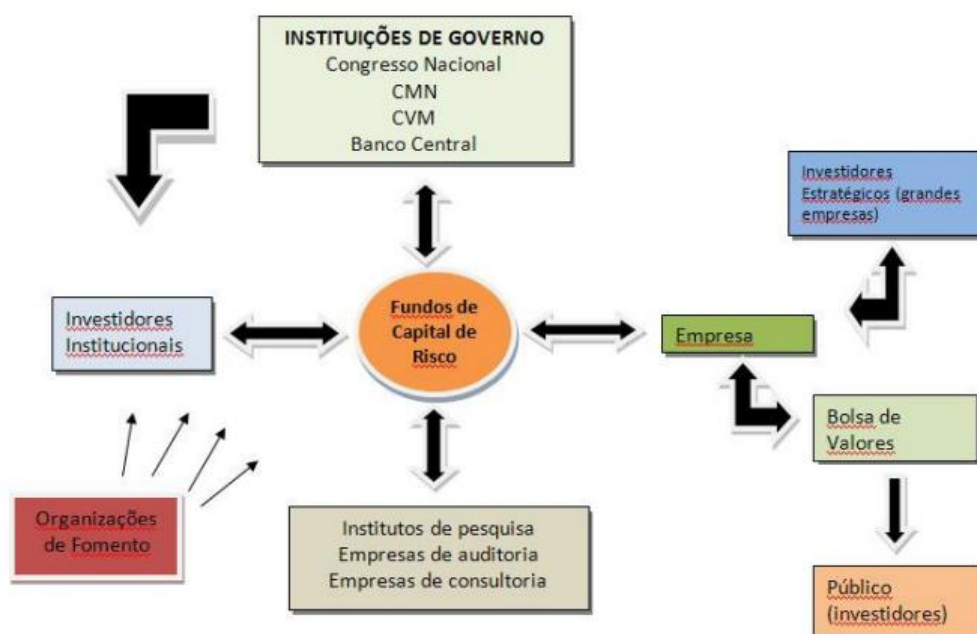 INSTITUIÇÕES DE GOVERNO
Congresso Nacional
CMN
CVM
Banco Central
Investidores
Estratégicos (grandes
empresas)
Investidores
Institucionais
Fundos de
Capital de
Risco
Empresa
Bolsa de
Valores
Organizações
de Fomento
Institutos de pesquisa
Empresas de auditoria
Empresas de consultoria
Público
(investidores)